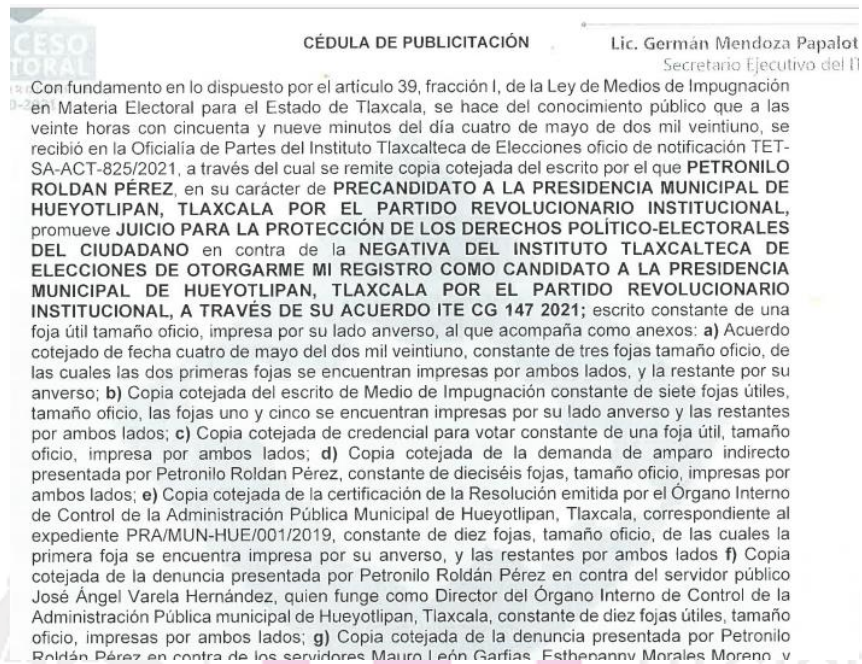 CESO
TORAL
CÉDULA DE PUBLICITACIÓN
Lic. Germán Mendoza Papalot
Secretario Ejecutivo del IT
Con fundamento en lo dispuesto por el artículo 39, fracción I, de la Ley de Medios de Impugnación
en Materia Electoral para el Estado de Tlaxcala, se hace del conocimiento público que a las
veinte horas con cincuenta y nueve minutos del día cuatro de mayo de dos mil veintiuno, se
recibió en la Oficialía de Partes del Instituto Tlaxcalteca de Elecciones oficio de notificación TET-
SA-ACT-825/2021, a través del cual se remite copia cotejada del escrito por el que PETRONILO
ROLDAN PÉREZ, en su carácter de PRECANDIDATO A LA PRESIDENCIA MUNICIPAL DE
HUEYOTLIPAN, TLAXCALA POR EL PARTIDO REVOLUCIONARIO INSTITUCIONAL,
promueve JUICIO PARA LA PROTECCIÓN DE LOS DERECHOS POLÍTICO-ELECTORALES
DEL CIUDADANO en contra de la NEGATIVA DEL INSTITUTO TLAXCALTECA DE
ELECCIONES DE OTORGARME MI REGISTRO COMO CANDIDATO A LA PRESIDENCIA
MUNICIPAL DE HUEYOTLIPAN, TLAXCALA POR EL PARTIDO REVOLUCIONARIO
INSTITUCIONAL, A TRAVÉS DE SU ACUERDO ITE CG 147 2021; escrito constante de una
foja útil tamaño oficio, impresa por su lado anverso, al que acompaña como anexos: a) Acuerdo
cotejado de fecha cuatro de mayo del dos mil veintiuno, constante de tres fojas tamaño oficio, de
las cuales las dos primeras fojas se encuentran impresas por ambos lados, y la restante por su
anverso; b) Copia cotejada del escrito de Medio de Impugnación constante de siete fojas útiles,
tamaño oficio, las fojas uno y cinco se encuentran impresas por su lado anverso y las restantes
por ambos lados; c) Copia cotejada de credencial para votar constante de una foja útil, tamaño
oficio, impresa por ambos lados; d) Copia cotejada de la demanda de amparo indirecto
presentada por Petronilo Roldan Pérez, constante de dieciséis fojas, tamaño oficio, impresas por
ambos lados; e) Copia cotejada de la certificación de la Resolución emitida por el Órgano Interno
de Control de la Administración Pública Municipal de Hueyotlipan, Tlaxcala, correspondiente al
expediente PRA/MUN-HUE/001/2019, constante de diez fojas, tamaño oficio, de las cuales la
primera foja se encuentra impresa por su anverso, y las restantes por ambos lados f) Copia
cotejada de la denuncia presentada por Petronilo Roldán Pérez en contra del servidor público
José Ángel Varela Hernández, quien funge como Director del Órgano Interno de Control de la
Administración Pública municipal de Hueyotlipan, Tlaxcala, constante de diez fojas útiles, tamaño
oficio, impresas por ambos lados; g) Copia cotejada de la denuncia presentada por Petronilo
Roldán Pérez en contra de los servidores Mauro León Garfias, Esthepanny Morales Moreno, y